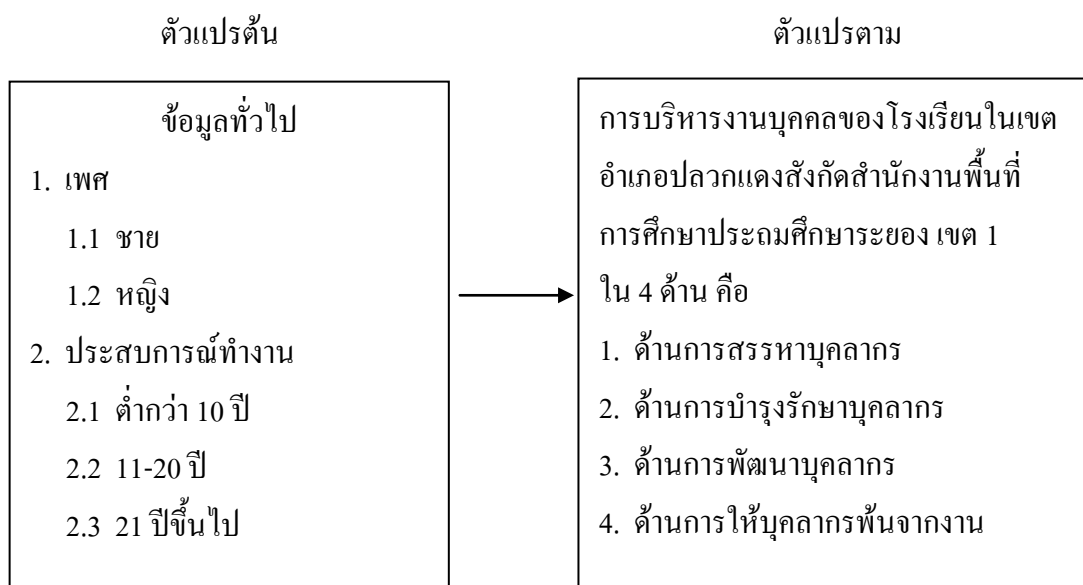 ตัวแปรต้น
ข้อมูลทั่วไป
1. เพศ
1.1 ชาย
1.2 หญิง
2. ประสบการณ์ทำงาน
2.1 ต่ำกว่า 10 ปี
2.2 11-20 ปี
2.3 21 ปีขึ้นไป
ตัวแปรตาม
การบริหารงานบุคคลของโรงเรียนในเขต
อำเภอปลวกแดงสังกัดสำนักงานพื้นที่
การศึกษาประถมศึกษาระยอง เขต 1
ใน 4 ด้าน คือ
1. ด้านการสรรหาบุคลากร
2. ด้านการบำรุงรักษาบุคลากร
3. ด้านการพัฒนาบุคลากร
4. ด้านการให้บุคลากรพ้นจากงาน